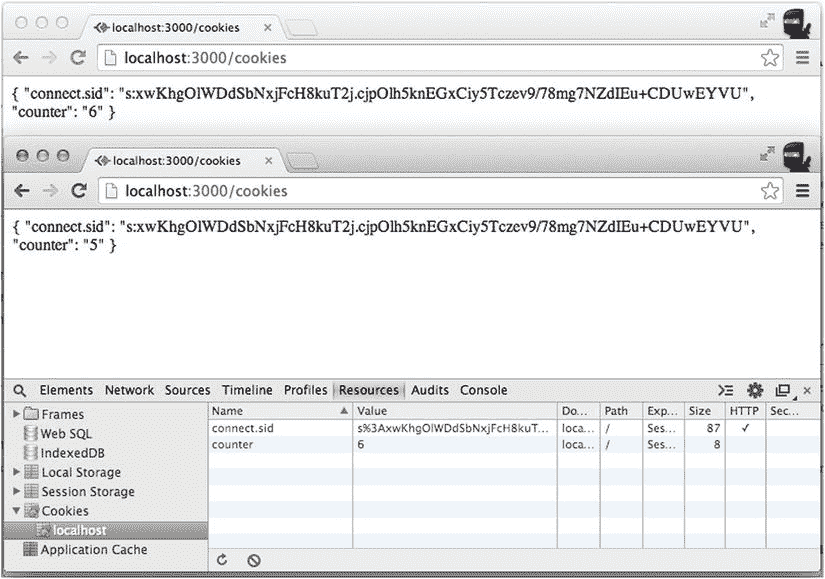 localhost:3000/cookies
localhost:3000/cookies
{ "connect.sid": "s:xwKhgOlWDdSbNxjFcH8kuT2j.cjpOlh5knEGxCiy5Tczev9/78mg7NZdIEu+CDUwEYVU",
"counter": "6" }
localhost:3000/cookies
localhost:3000/cookies
{ "connect.sid": "s:xwKhgOlWDdSbNxjFcH8kuT2j.cjpOlh5knEGxCiy5Tczev9/78mg7NZdIEu+CDUwEYVU",
"counter": "5" }
Elements Network Sources Timeline Profiles Resources Audits Console
Frames
Web SQL
IndexedDB
Local Storage
Session Storage
Cookies
localhost
Application Cache
Name Value Do... Path Exp... Size HTTP Sec...
connect.sid s%3AxwKhgOlWDdSbNxjFcH8kuT... loca... / Ses... 87 ✓
counter 6 loca... / Ses... 8